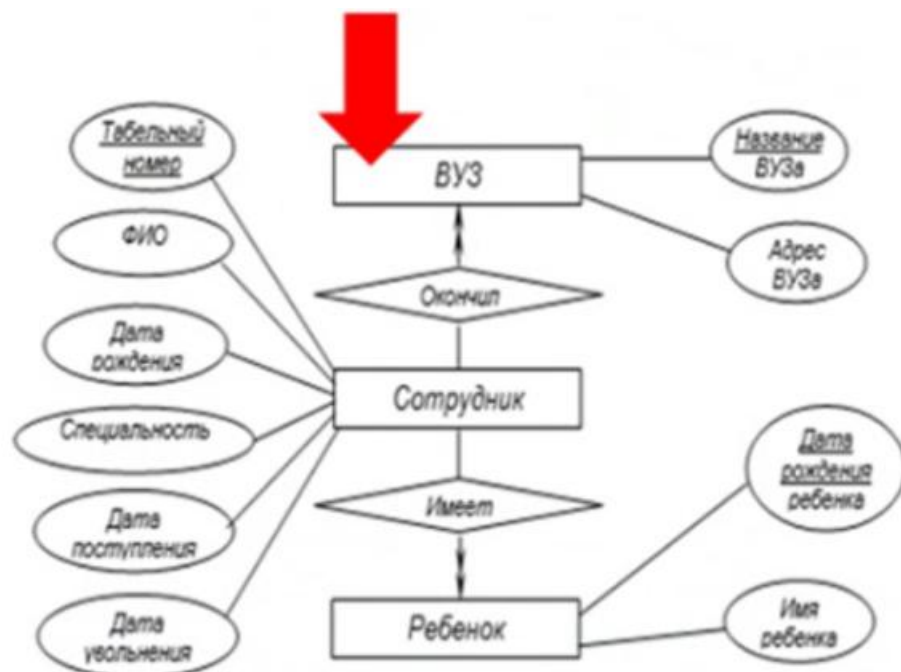 Табельный
номер
ФИО
Дата
рождения
Специальность
Дата
поступления
Дата
увольнения
ВУЗ
Окончил
Сотрудник
Имеет
Ребенок
Название
ВУЗа
Адрес
ВУЗа
Дата
рождения
ребенка
Имя
ребенка